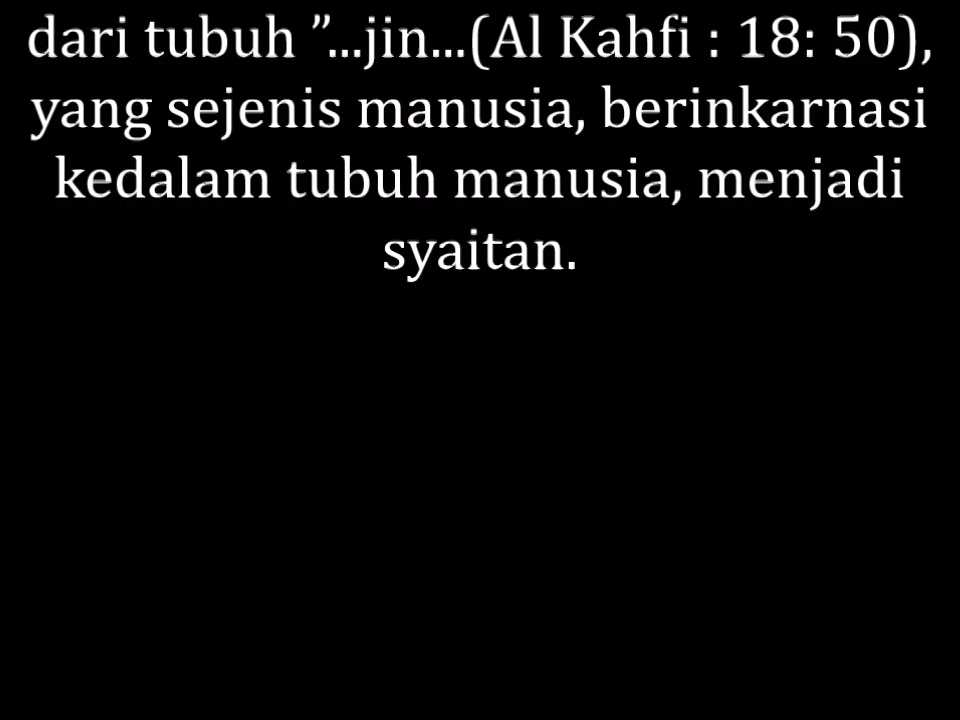 dari tubuh ”...jin...(Al Kahfi : 18: 50),
yang sejenis manusia, berinkarnasi
kedalam tubuh manusia, menjadi
syaitan.